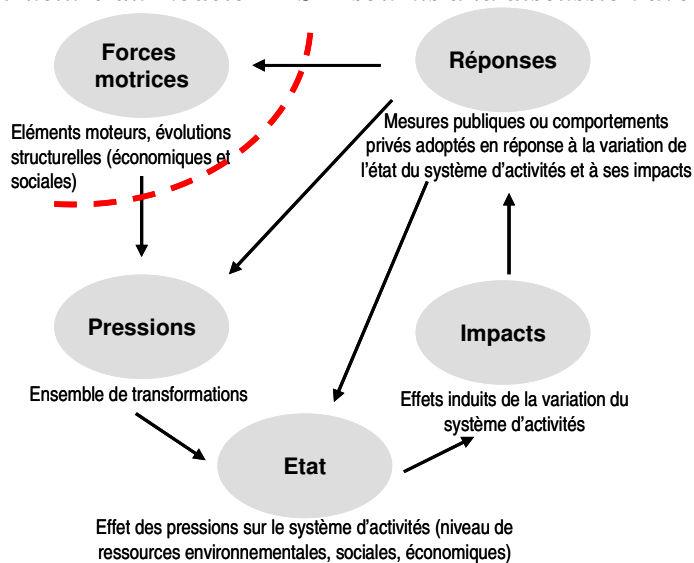 Forces
motrices
Réponses
Eléments moteurs, évolutions
structurelles (économiques et
sociales)
Mesures publiques ou comportements
privés adoptés en réponse à la variation de
l'état du système d'activités et à ses impacts
Pressions
Impacts
Ensemble de transformations
Effets induits de la variation du
système d'activités
Etat
Effet des pressions sur le système d'activités (niveau de
ressources environnementales, sociales, économiques)